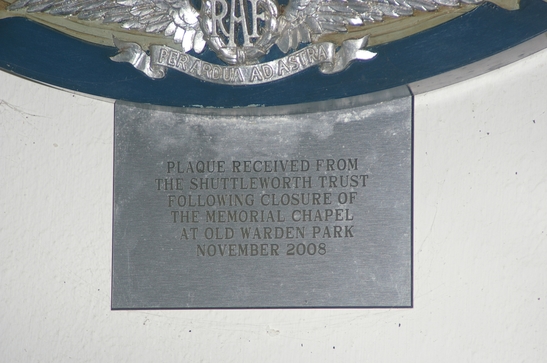 RAF
PER ARDUA AD ASTRA
PLAQUE RECEIVED FROM
THE SHUTTLEWORTH TRUST
FOLLOWING CLOSURE OF
THE MEMORIAL CHAPEL
AT OLD WARDEN PARK
NOVEMBER 2008